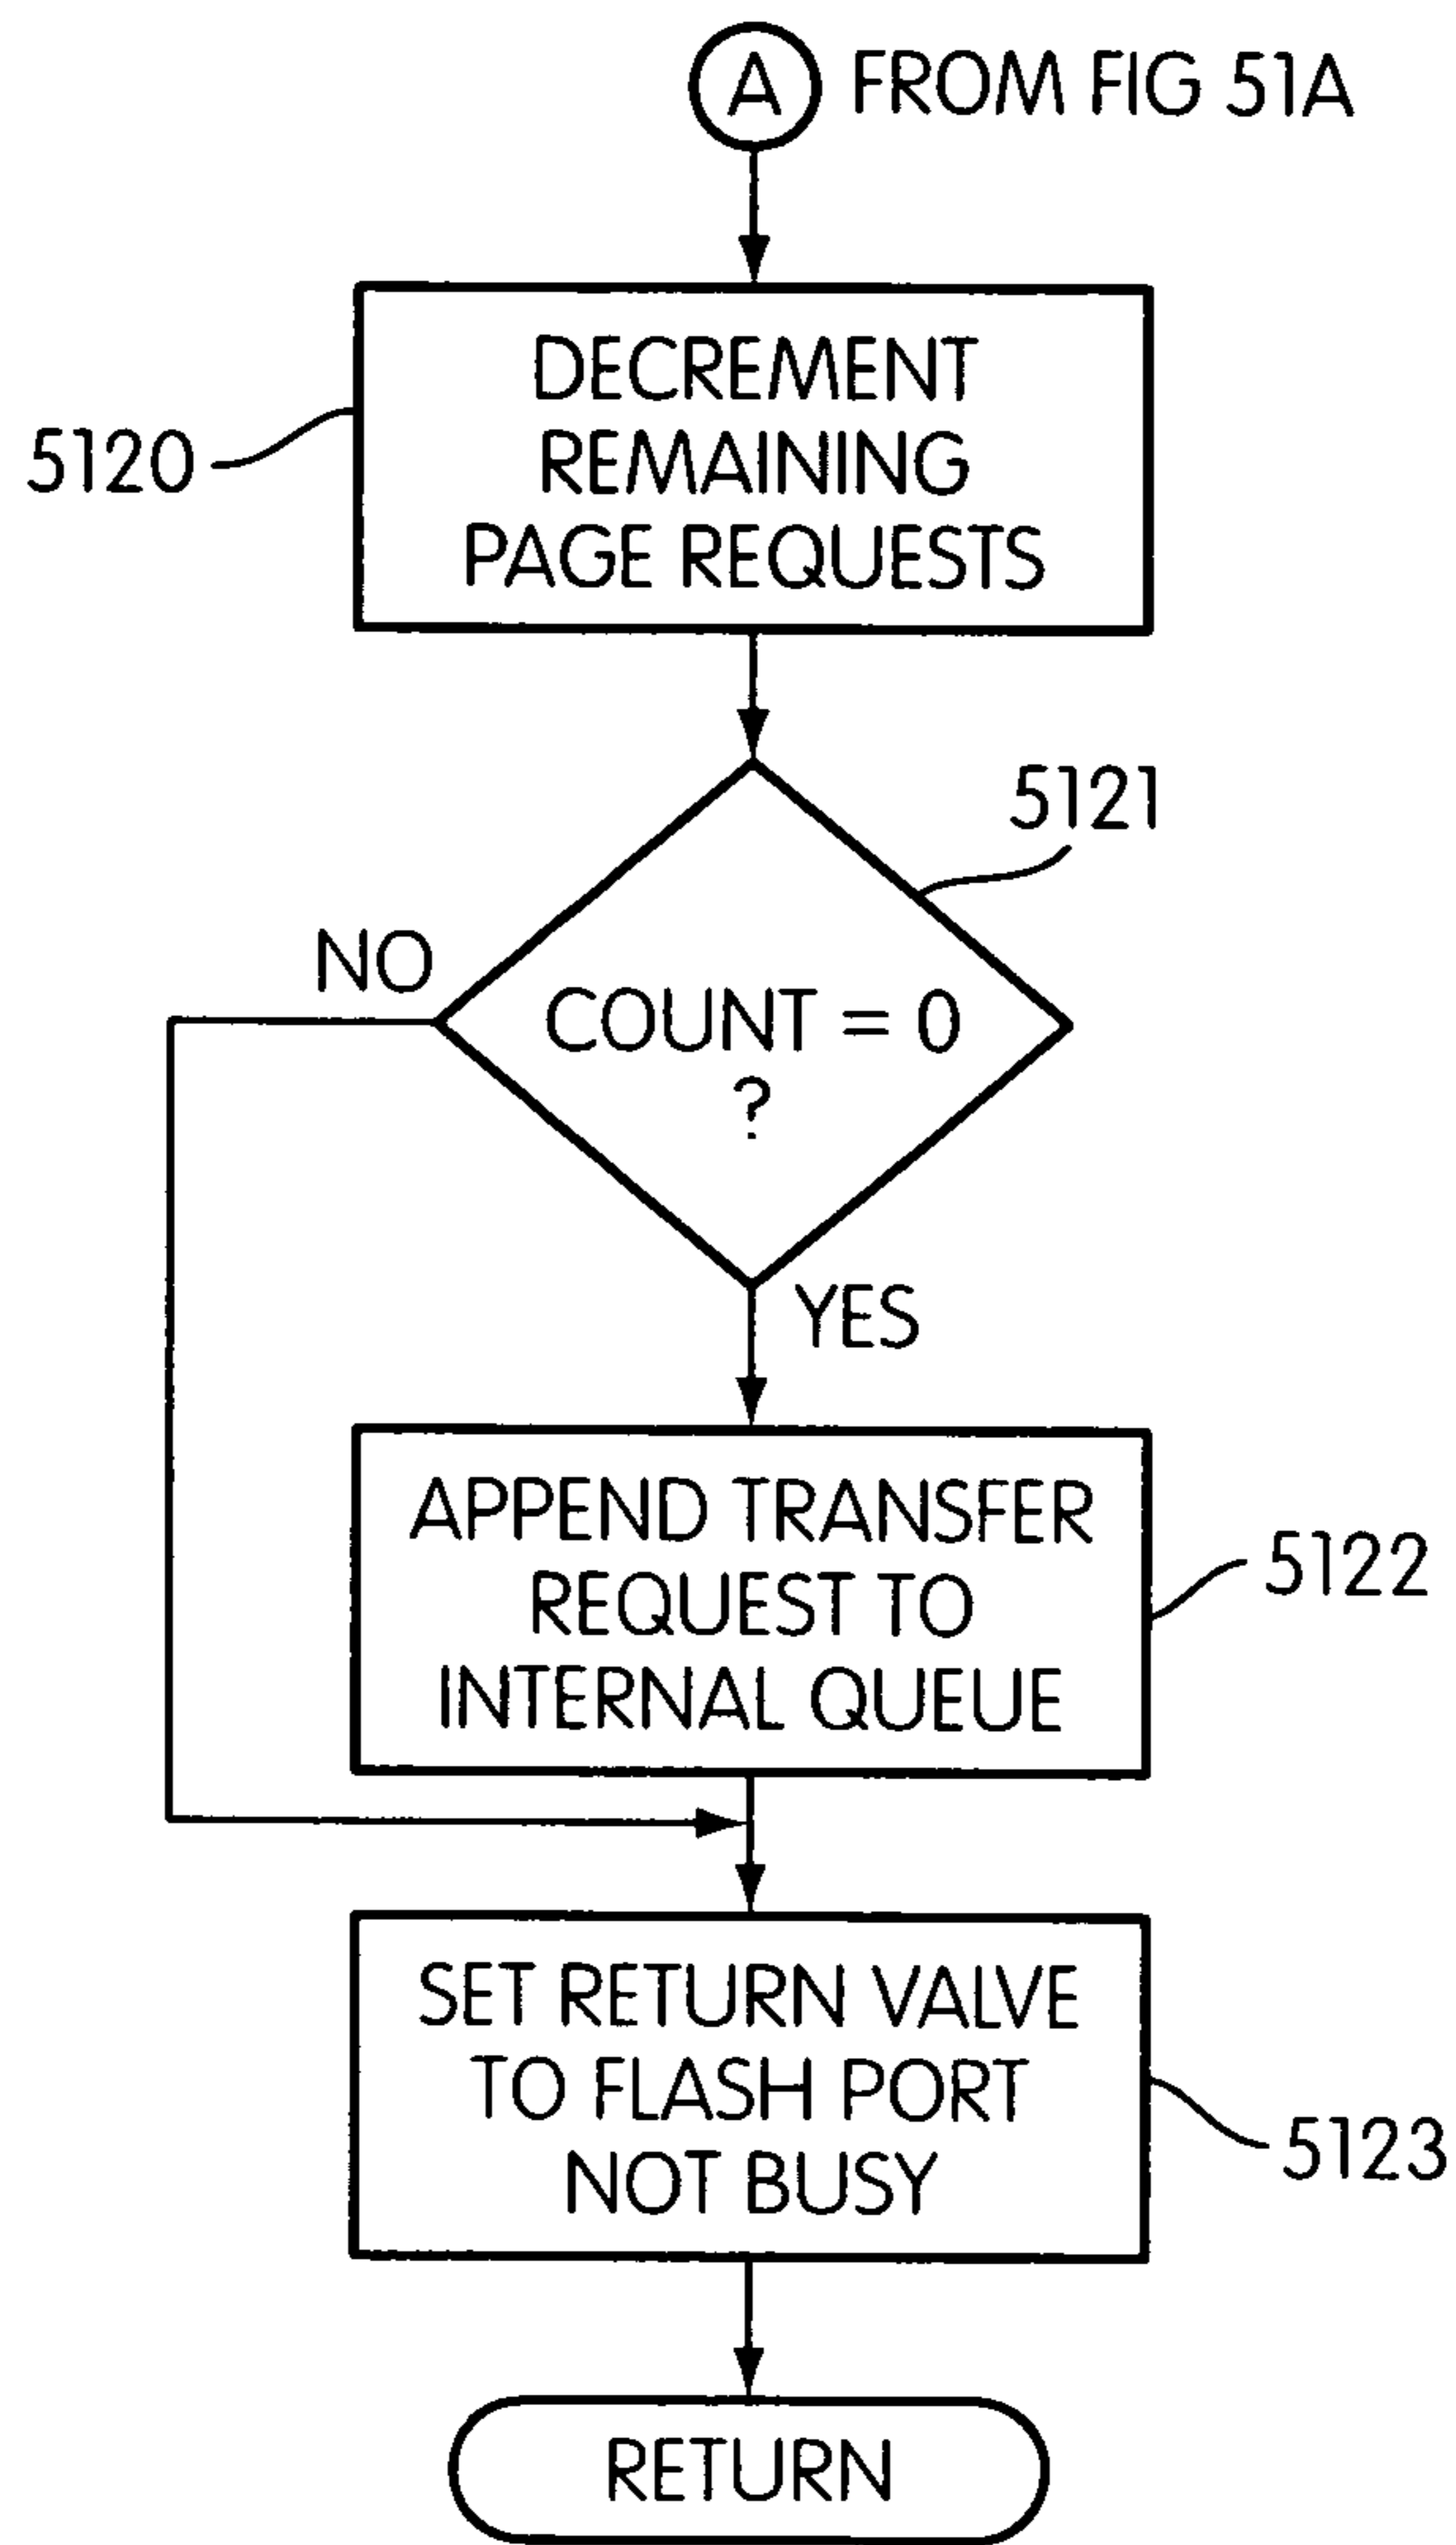 A FROM FIG 51A
DECREMENT
REMAINING
PAGE REQUESTS
5120
5121
NO
COUNT = 0
?
YES
APPEND TRANSFER
REQUEST TO
INTERNAL QUEUE
5122
SET RETURN VALVE
TO FLASH PORT
NOT BUSY
5123
RETURN